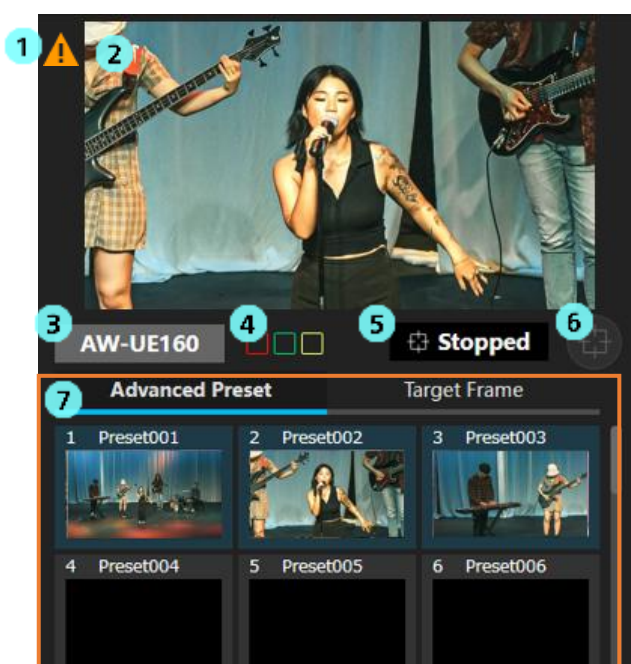 1
2
3 AW-UE160 4 5 Stopped 6
7 Advanced Preset Target Frame
1 Preset001 2 Preset002 3 Preset003
4 Preset004 5 Preset005 6 Preset006